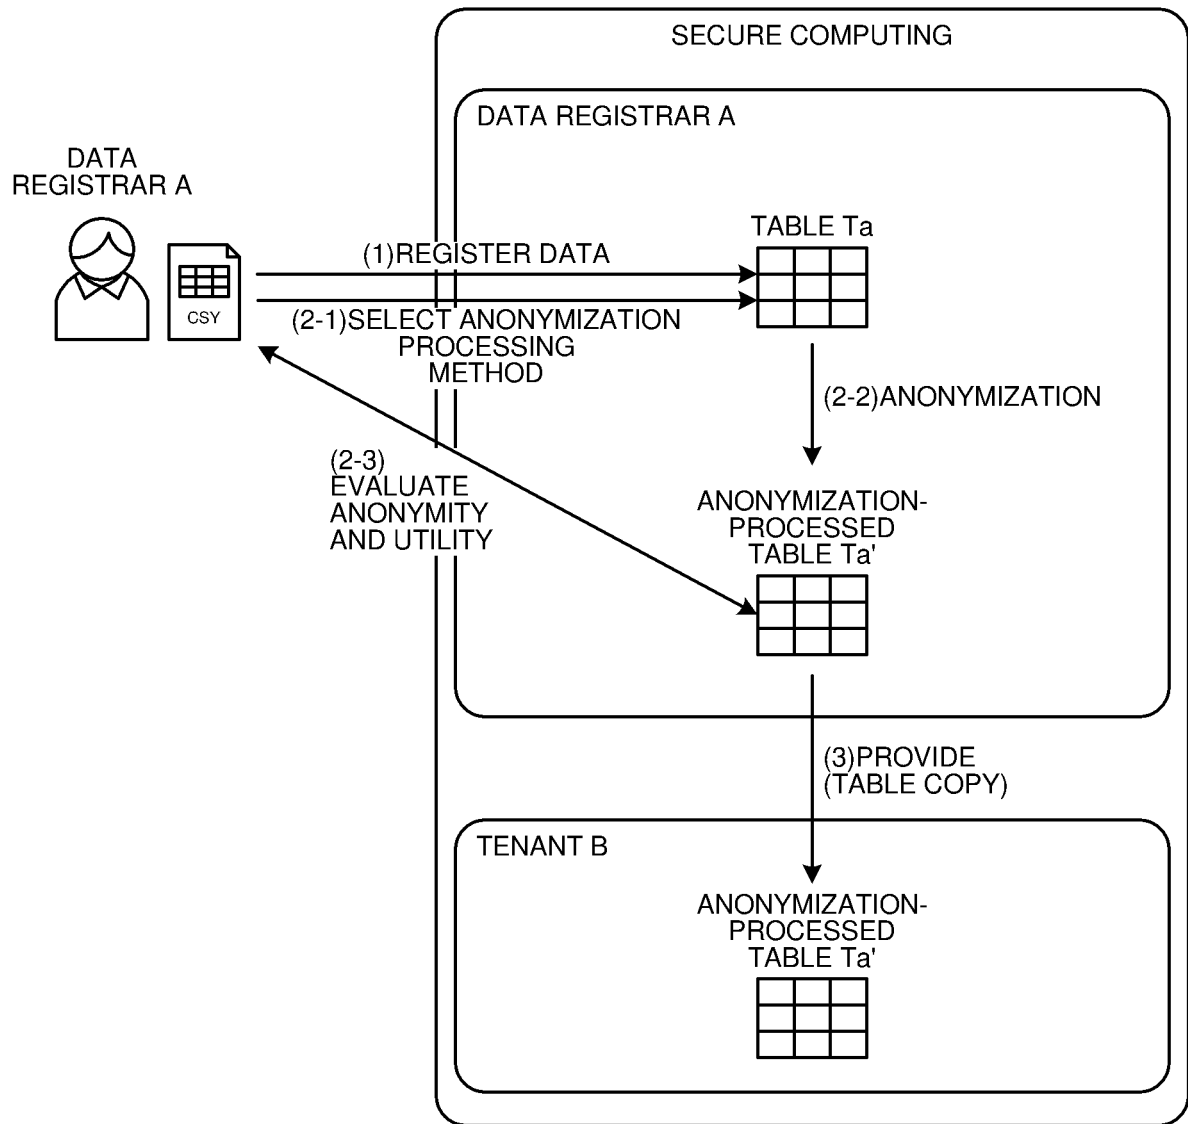 SECURE COMPUTING
DATA REGISTRAR A
DATA
REGISTRAR A
CSY
(1)REGISTER DATA
TABLE Ta
(2-1)SELECT ANONYMIZATION
PROCESSING
METHOD
(2-2)ANONYMIZATION
(2-3)
EVALUATE
ANONYMITY
AND UTILITY
ANONYMIZATION-
PROCESSED
TABLE Ta'
(3)PROVIDE
(TABLE COPY)
TENANT B
ANONYMIZATION-
PROCESSED
TABLE Ta'